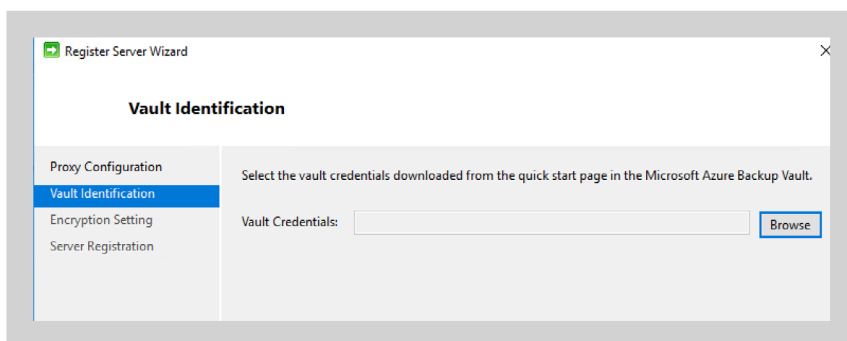 Register Server Wizard
Vault Identification
Proxy Configuration
Vault Identification
Encryption Setting
Server Registration
Select the vault credentials downloaded from the quick start page in the Microsoft Azure Backup Vault.
Vault Credentials:
Browse